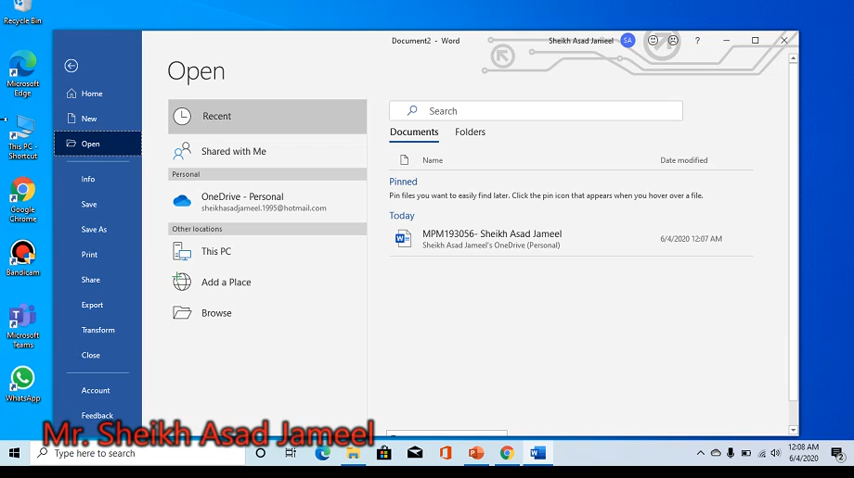 Recycle Bin
Microsoft
Edge
This PC -
Shortcut
Google
Chrome
Bandicam
Microsoft
Teams
WhatsApp
Document2 - Word
Sheikh Asad Jameel
SA
?
Home
New
Open
Info
Save
Save As
Print
Share
Export
Transform
Close
Account
Feedback
Open
Recent
Shared with Me
Personal
OneDrive - Personal
sheikhasadjameel.1995@hotmail.com
Other locations
This PC
Add a Place
Browse
Search
Documents Folders
Name Date modified
Pinned
Pin files you want to easily find later. Click the pin icon that appears when you hover over a file.
Today
MPM193056- Sheikh Asad Jameel
Sheikh Asad Jameel's OneDrive (Personal)
6/4/2020 12:07 AM
Mr. Sheikh Asad Jameel
Type here to search
12:08 AM
6/4/2020
2